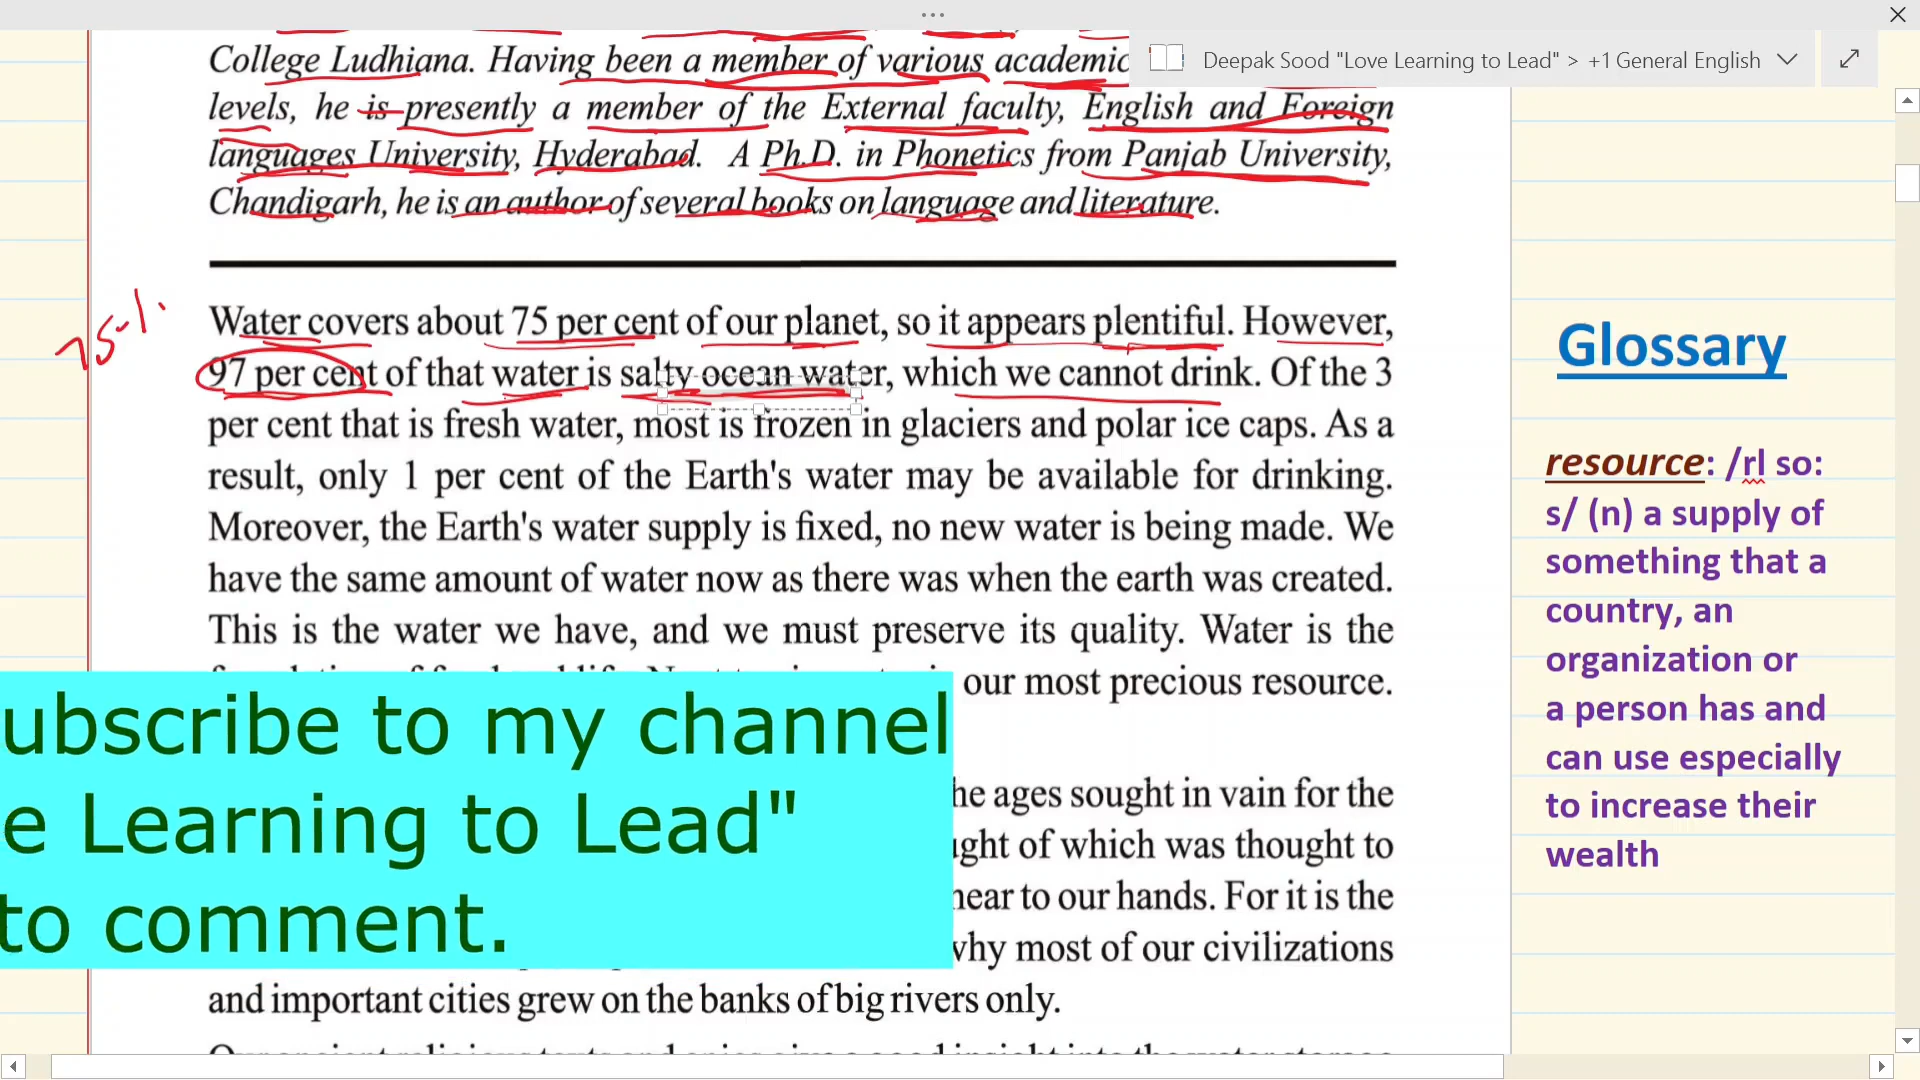 College Ludhiana. Having been a member of various academic
Deepak Sood "Love Learning to Lead" > +1 General English
levels, he is presently a member of the External faculty, English and Foreign
languages University, Hyderabad. A Ph.D. in Phonetics from Panjab University,
Chandigarh, he is an author of several books on language and literature.
75%
Water covers about 75 per cent of our planet, so it appears plentiful. However,
97 per cent of that water is salty ocean water, which we cannot drink. Of the 3
per cent that is fresh water, most is frozen in glaciers and polar ice caps. As a
result, only 1 per cent of the Earth's water may be available for drinking.
Moreover, the Earth's water supply is fixed, no new water is being made. We
have the same amount of water now as there was when the earth was created.
This is the water we have, and we must preserve its quality. Water is the
our most precious resource.
he ages sought in vain for the
ught of which was thought to
near to our hands. For it is the
why most of our civilizations
and important cities grew on the banks of big rivers only.
ubscribe to my channel
e Learning to Lead"
to comment.
Glossary
resource: /rI so:
s/ (n) a supply of
something that a
country, an
organization or
a person has and
can use especially
to increase their
wealth